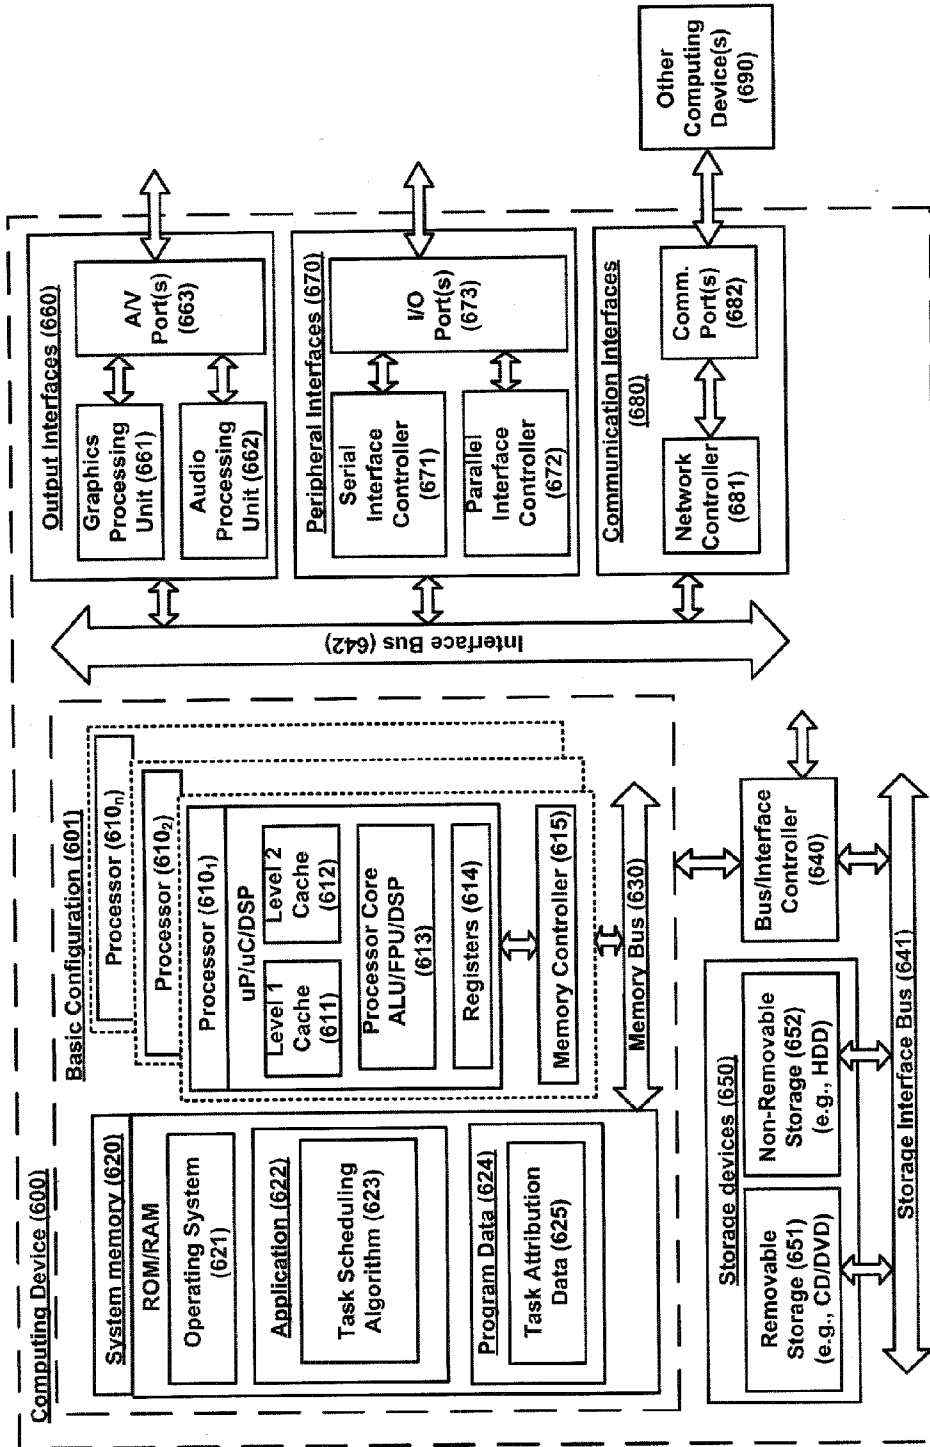 Computing Device (600)
Basic Configuration (601)
System memory (620)
ROM/RAM
Operating System
(621)
Application (622)
Task Scheduling
Algorithm (623)
Program Data (624)
Task Attribution
Data (625)
Processor (610n)
Processor (6102)
Processor (6101)
uP/uC/DSP
Level 1
Cache
(611)
Level 2
Cache
(612)
Processor Core
ALU/FPU/DSP
(613)
Registers (614)
Memory Controller (615)
Memory Bus (630)
Interface Bus (642)
Output Interfaces (660)
Graphics
Processing
Unit (661)
Audio
Processing
Unit (662)
A/V
Port(s)
(663)
Peripheral Interfaces (670)
Serial
Interface
Controller
(671)
Parallel
Interface
Controller
(672)
I/O
Port(s)
(673)
Communication Interfaces
(680)
Network
Controller
(681)
Comm.
Port(s)
(682)
Other
Computing
Device(s)
(690)
Bus/Interface
Controller
(640)
Storage devices (650)
Removable
Storage (651)
(e.g., CD/DVD)
Non-Removable
Storage (652)
(e.g., HDD)
Storage Interface Bus (641)